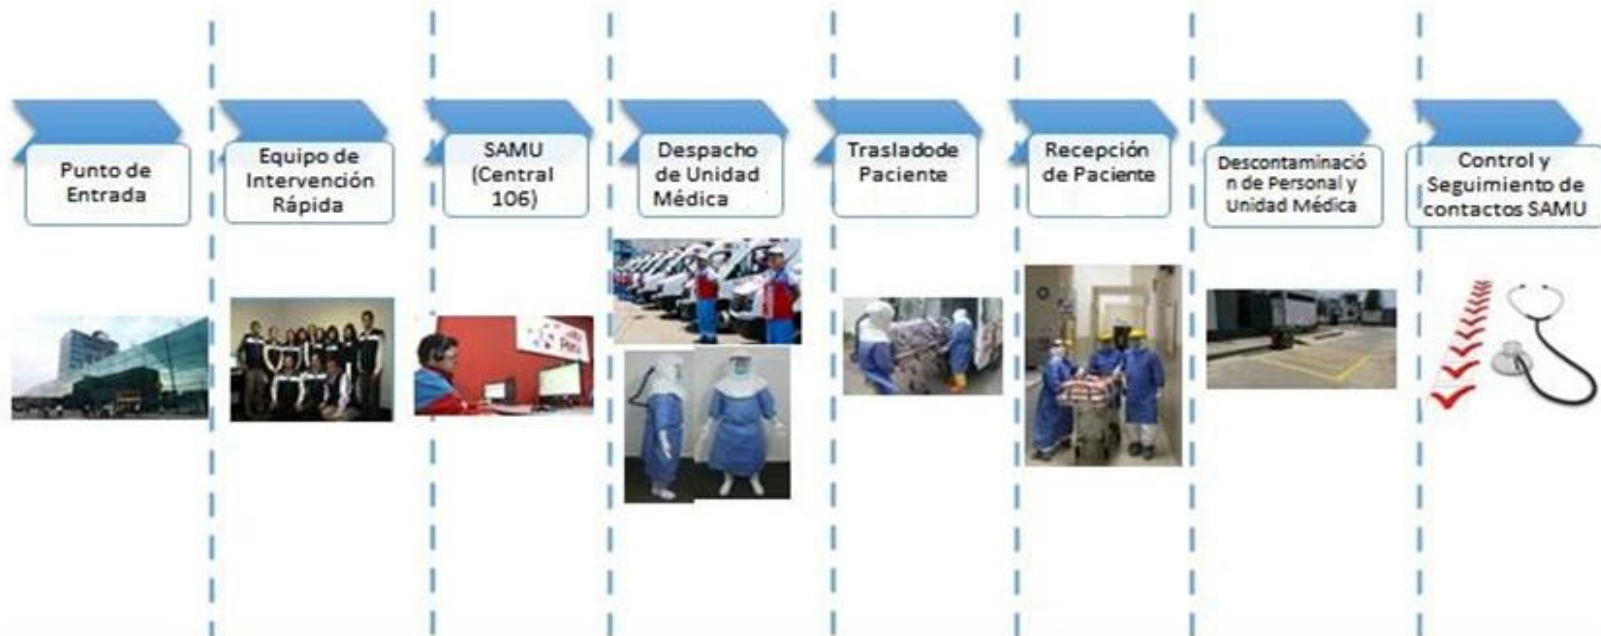 Punto de
Entrada
Equipo de
Intervención
Rápida
SAMU
(Central
106)
Despacho
de Unidad
Médica
Trasladode
Paciente
Recepción
de Paciente
Descontaminació
n de Personal y
Unidad Médica
Control y
Seguimiento de
contactos SAMU